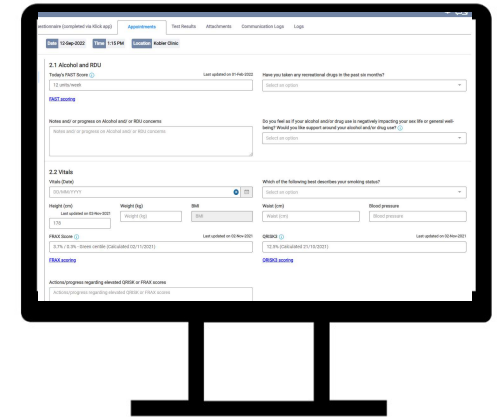 estionnaire (completed via Klick app) Appointments Test Results Attachments Communication Logs Logs
Date 12-Sep-2022 Time 1:15 PM Location Kobler Clinic
2.1 Alcohol and RDU
Today's FAST Score Last updated on 01-Feb-2022 Have you taken any recreational drugs in the past six months?
12 units/week Select an option
FAST scoring
Notes and/ or progress on Alcohol and/ or RDU concerns Do you feel as if your alcohol and/or drug use is negatively impacting your sex life or general well-
being? Would you like support around your alcohol and/or drug use?
Notes and/ or progress on Alcohol and/ or RDU concerns Select an option
2.2 Vitals
Vitals (Date) Which of the following best describes your smoking status?
DD/MM/YYYY Select an option
Height (cm) Weight (kg) BMI Waist (cm) Blood pressure
Last updated on 02-Nov-2021 Weight (kg) BMI Waist (cm) Blood pressure
178
FRAX Score Last updated on 02-Nov-2021 QRISK3 Last updated on 02-Nov-2021
3.7% / 0.3% - Green centile (Calculated 02/11/2021) 12.5% (Calculated 21/10/2021)
FRAX scoring QRISK3 scoring
Actions/progress regarding elevated QRISK or FRAX scores
Actions/progress regarding elevated QRISK or FRAX scores